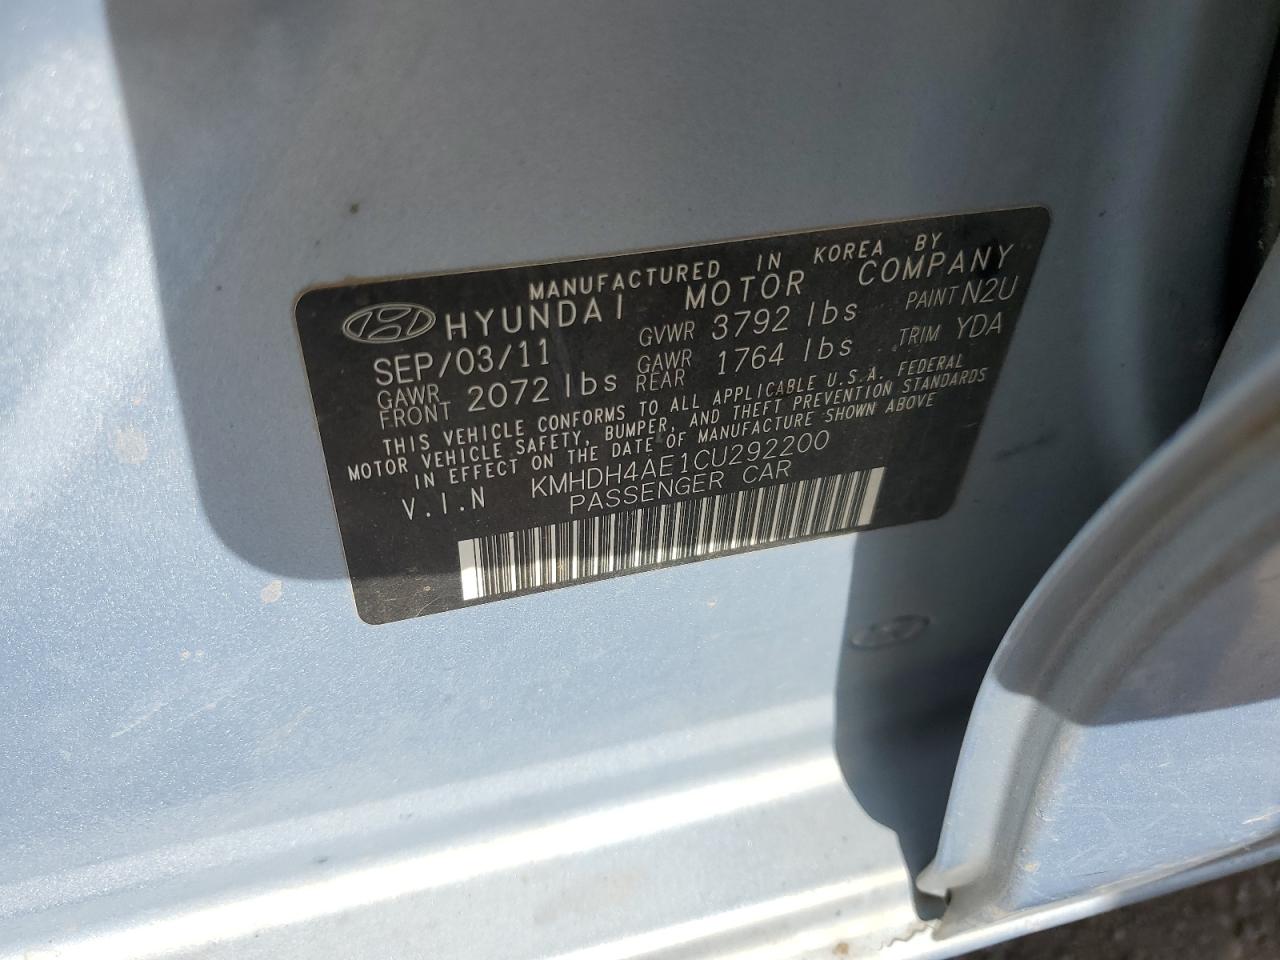 MANUFACTURED IN KOREA BY
HYUNDAI MOTOR COMPANY
SEP/03/11 GVWR 3792 lbs PAINT N2U
GAWR FRONT 2072 lbs GAWR REAR 1764 lbs TRIM YDA
THIS VEHICLE CONFORMS TO ALL APPLICABLE U.S.A. FEDERAL
MOTOR VEHICLE SAFETY, BUMPER, AND THEFT PREVENTION STANDARDS
IN EFFECT ON THE DATE OF MANUFACTURE SHOWN ABOVE
V.I.N KMHDH4AE1CU292200
PASSENGER CAR